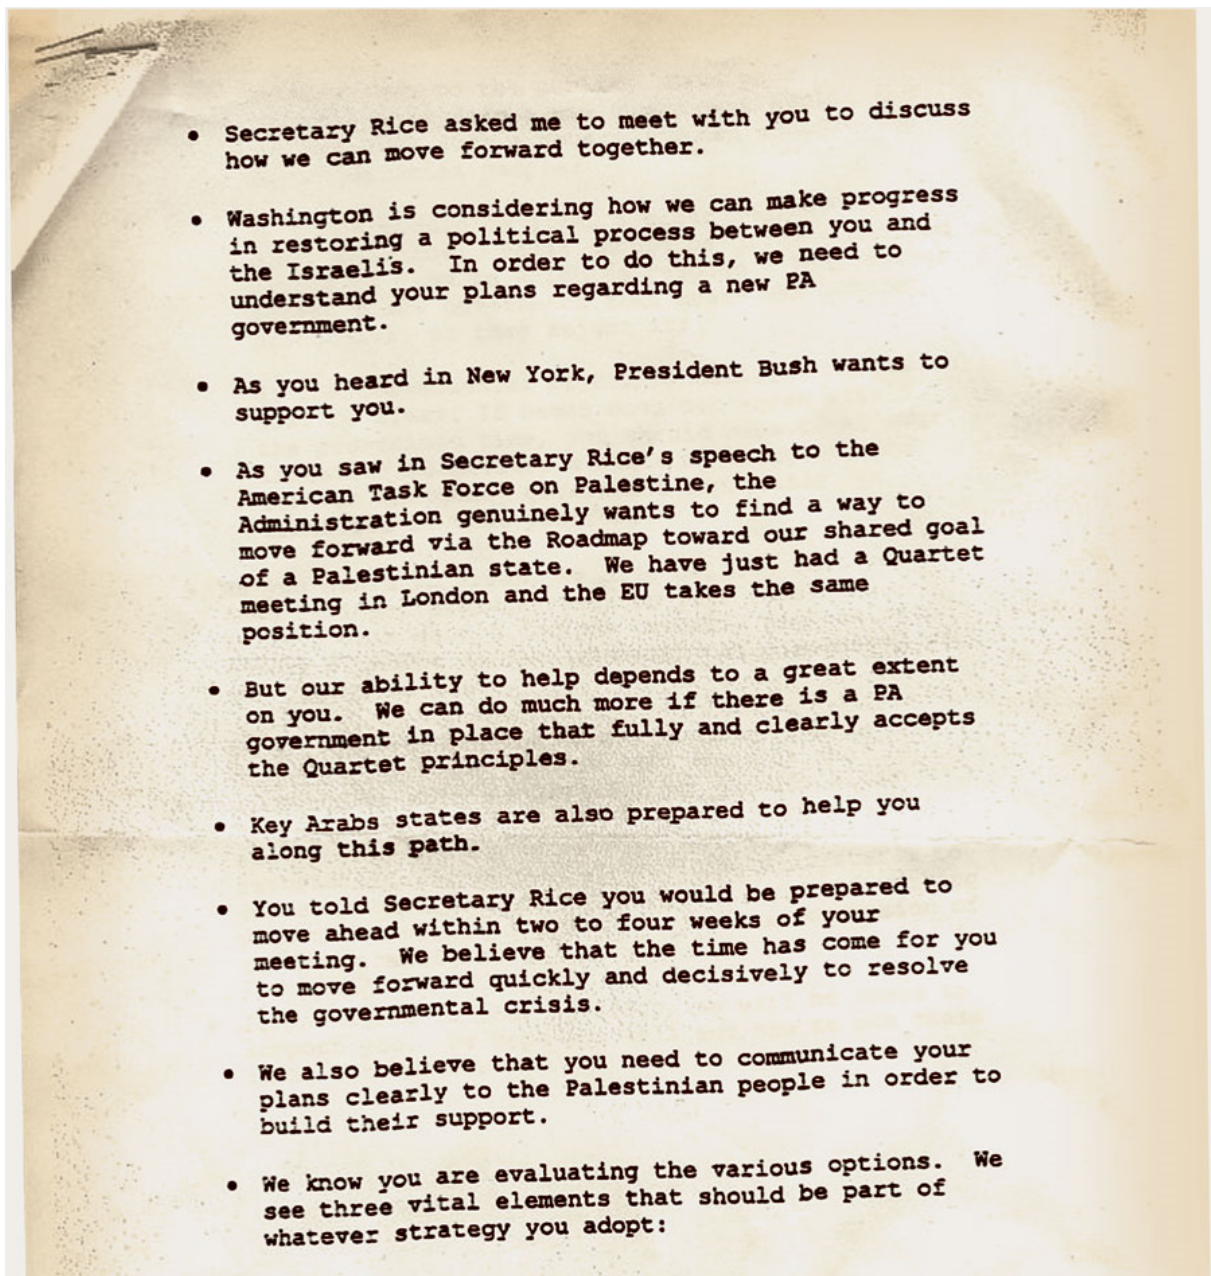 • Secretary Rice asked me to meet with you to discuss
how we can move forward together.
• Washington is considering how we can make progress
in restoring a political process between you and
the Israelis. In order to do this, we need to
understand your plans regarding a new PA
government.
• As you heard in New York, President Bush wants to
support you.
• As you saw in Secretary Rice's speech to the
American Task Force on Palestine, the
Administration genuinely wants to find a way to
move forward via the Roadmap toward our shared goal
of a Palestinian state. We have just had a Quartet
meeting in London and the EU takes the same
position.
• But our ability to help depends to a great extent
on you. We can do much more if there is a PA
government in place that fully and clearly accepts
the Quartet principles.
• Key Arabs states are also prepared to help you
along this path.
• You told Secretary Rice you would be prepared to
move ahead within two to four weeks of your
meeting. We believe that the time has come for you
to move forward quickly and decisively to resolve
the governmental crisis.
• We also believe that you need to communicate your
plans clearly to the Palestinian people in order to
build their support.
• We know you are evaluating the various options. We
see three vital elements that should be part of
whatever strategy you adopt: